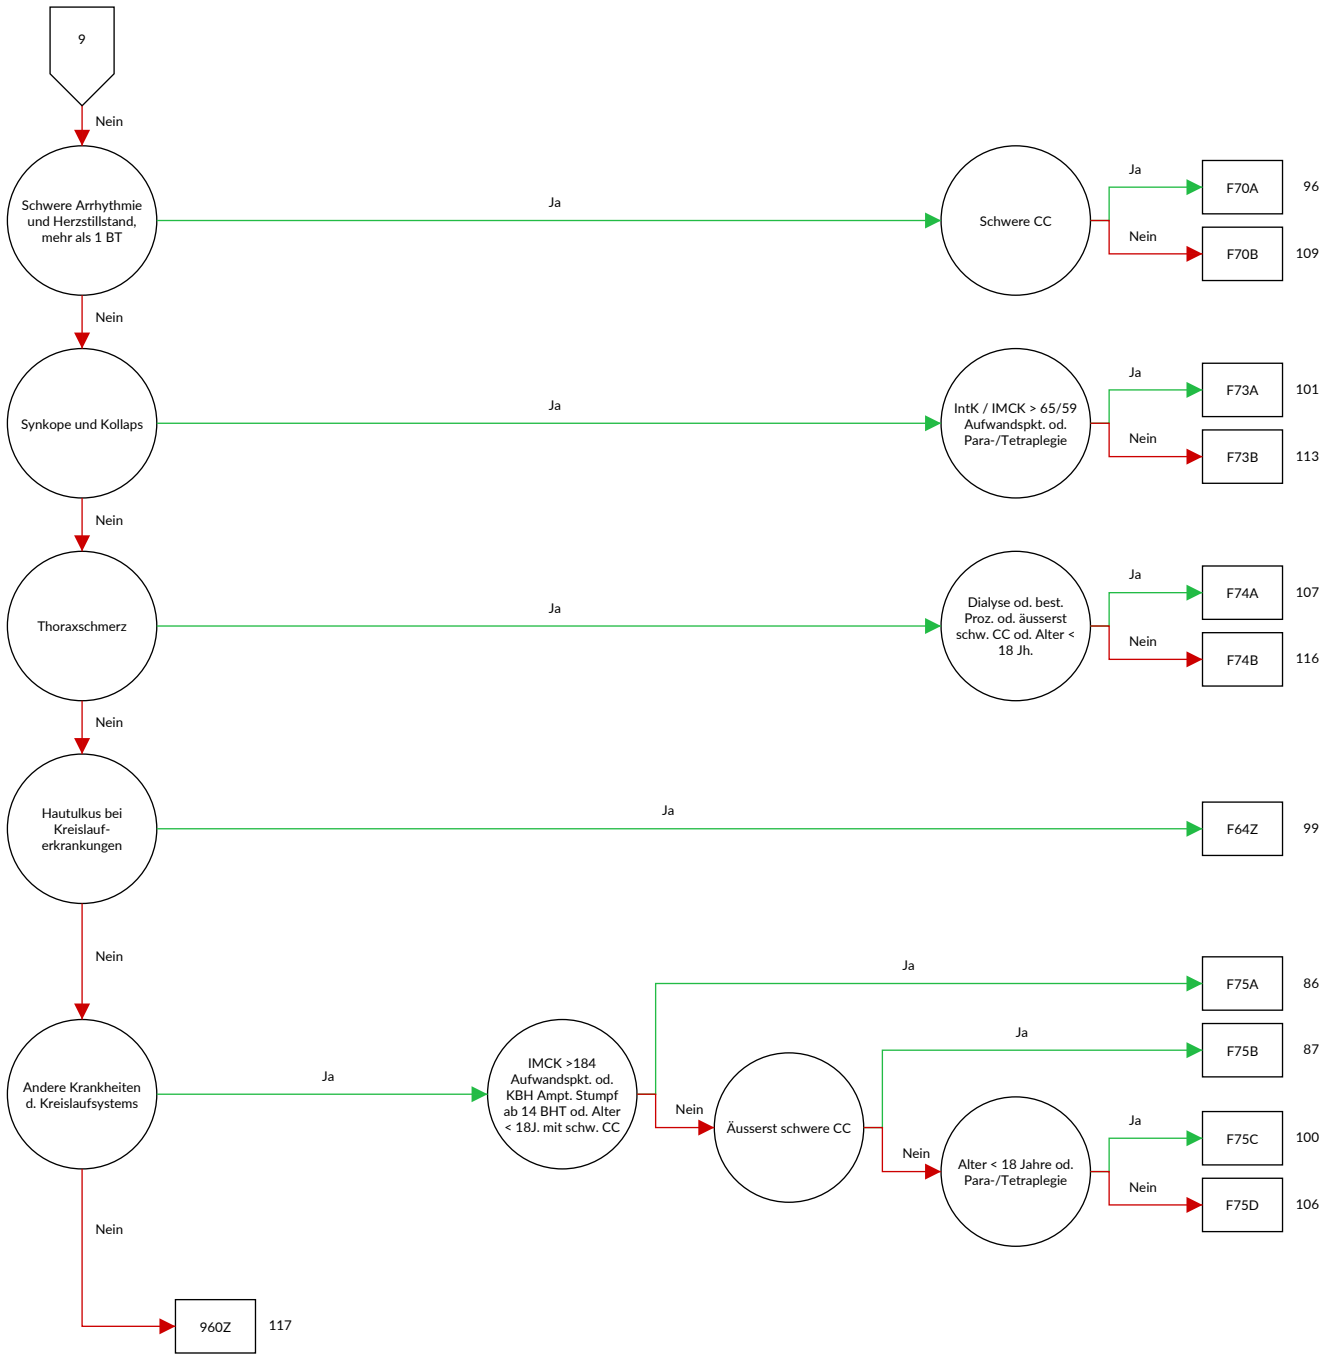 9
Nein
Schwere Arrhythmie
und Herzstillstand,
mehr als 1 BT
Ja
Schwere CC
Ja
F70A
96
Nein
F70B
109
Nein
Synkope und Kollaps
Ja
IntK / IMCK > 65/59
Aufwandspkt. od.
Para-/Tetraplegie
Ja
F73A
101
Nein
F73B
113
Nein
Thoraxschmerz
Ja
Dialyse od. best.
Proz. od. äusserst
schw. CC od. Alter <
18 Jh.
Ja
F74A
107
Nein
F74B
116
Nein
Hautulkus bei
Kreislauf-
erkrankungen
Ja
F64Z
99
Nein
Andere Krankheiten
d. Kreislaufsystems
Ja
IMCK >184
Aufwandspkt. od.
KBH Ampt. Stumpf
ab 14 BHT od. Alter
< 18J. mit schw. CC
Ja
F75A
86
Nein
Äusserst schwere CC
Ja
F75B
87
Nein
Alter < 18 Jahre od.
Para-/Tetraplegie
Ja
F75C
100
Nein
F75D
106
Nein
960Z
117